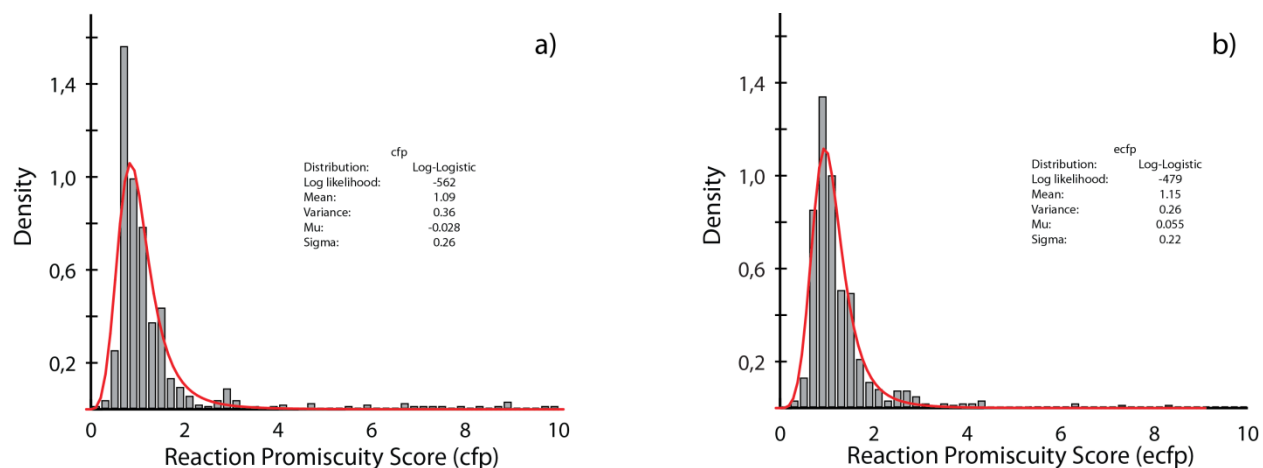 a)
1,4
1,0
0,6
0,2
Density
cfp
Distribution: Log-Logistic
Log likelihood: -562
Mean: 1.09
Variance: 0.36
Mu: -0.028
Sigma: 0.26
0 2 4 6 8 10
Reaction Promiscuity Score (cfp)
b)
1,4
1,0
0,6
0,2
Density
ecfp
Distribution: Log-Logistic
Log likelihood: -479
Mean: 1.15
Variance: 0.26
Mu: 0.055
Sigma: 0.22
0 2 4 6 8 10
Reaction Promiscuity Score (ecfp)